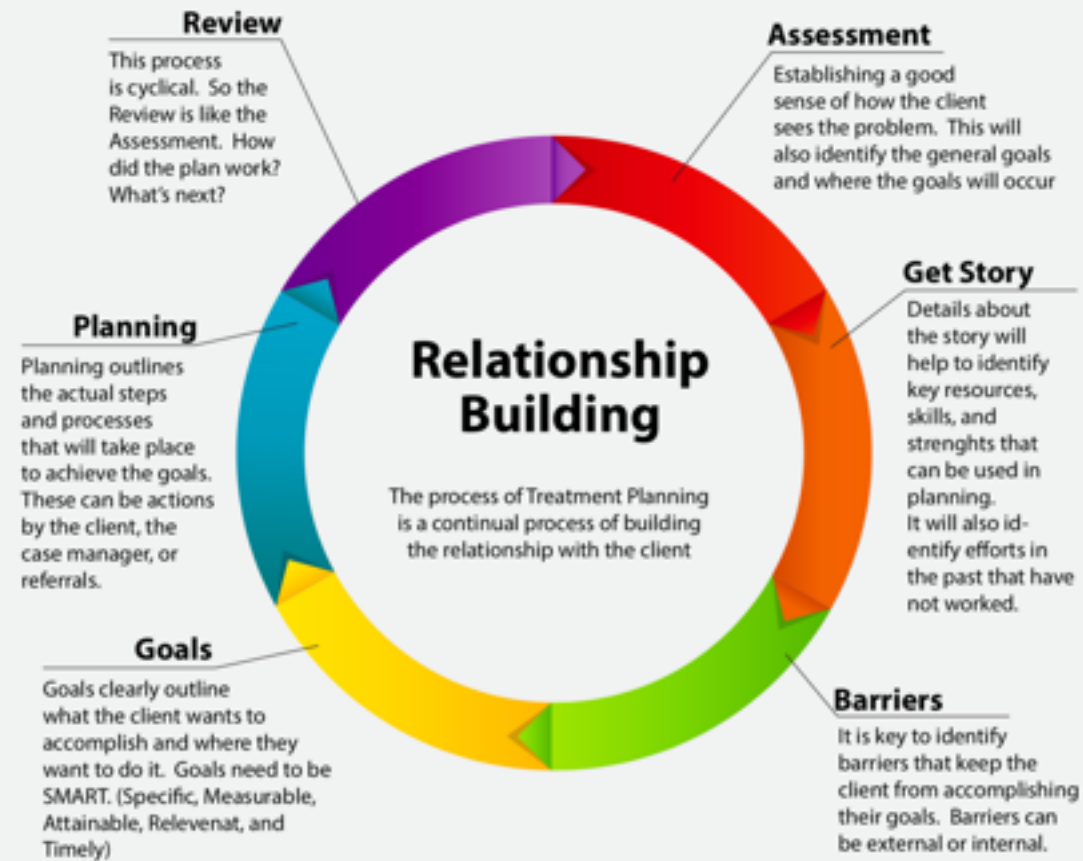 Review
This process
is cyclical. So the
Review is like the
Assessment. How
did the plan work?
What's next?
Assessment
Establishing a good
sense of how the client
sees the problem. This will
also identify the general goals
and where the goals will occur
Get Story
Details about
the story will
help to identify
key resources,
skills, and
strenghts that
can be used in
planning.
It will also id-
entify efforts in
the past that have
not worked.
Planning
Planning outlines
the actual steps
and processes
that will take place
to achieve the goals.
These can be actions
by the client, the
case manager, or
referrals.
Relationship
Building
The process of Treatment Planning
is a continual process of building
the relationship with the client
Goals
Goals clearly outline
what the client wants to
accomplish and where they
want to do it. Goals need to be
SMART. (Specific, Measurable,
Attainable, Relevenat, and
Timely)
Barriers
It is key to identify
barriers that keep the
client from accomplishing
their goals. Barriers can
be external or internal.